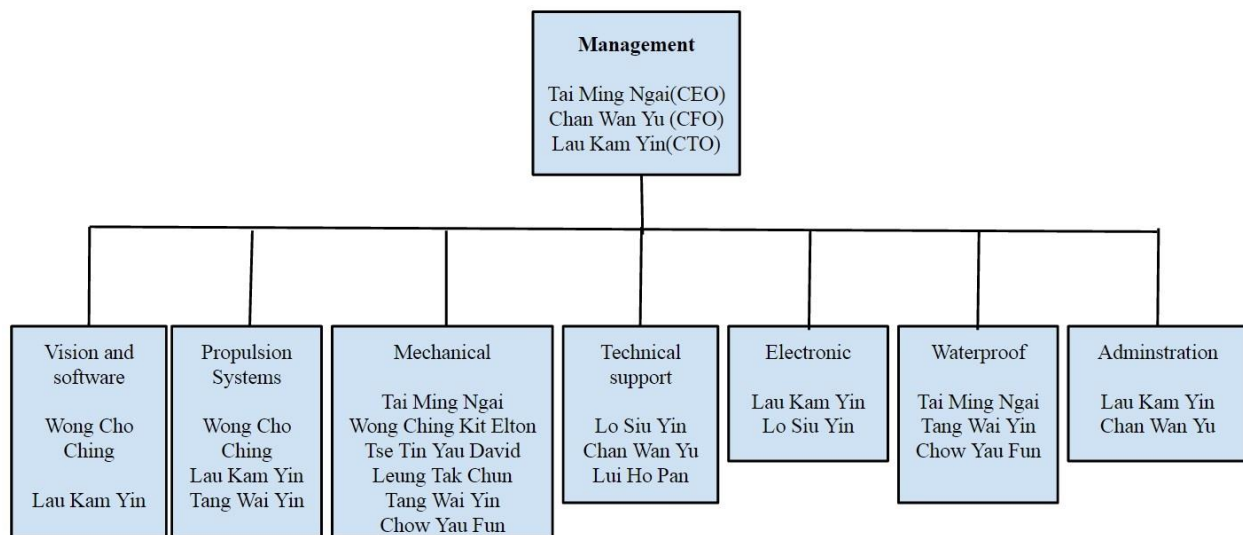 Management
Tai Ming Ngai(CEO)
Chan Wan Yu (CFO)
Lau Kam Yin(CTO)
Vision and
software
Wong Cho
Ching
Lau Kam Yin
Propulsion
Systems
Wong Cho
Ching
Lau Kam Yin
Tang Wai Yin
Mechanical
Tai Ming Ngai
Wong Ching Kit Elton
Tse Tin Yau David
Leung Tak Chun
Tang Wai Yin
Chow Yau Fun
Technical
support
Lo Siu Yin
Chan Wan Yu
Lui Ho Pan
Electronic
Lau Kam Yin
Lo Siu Yin
Waterproof
Tai Ming Ngai
Tang Wai Yin
Chow Yau Fun
Adminstration
Lau Kam Yin
Chan Wan Yu